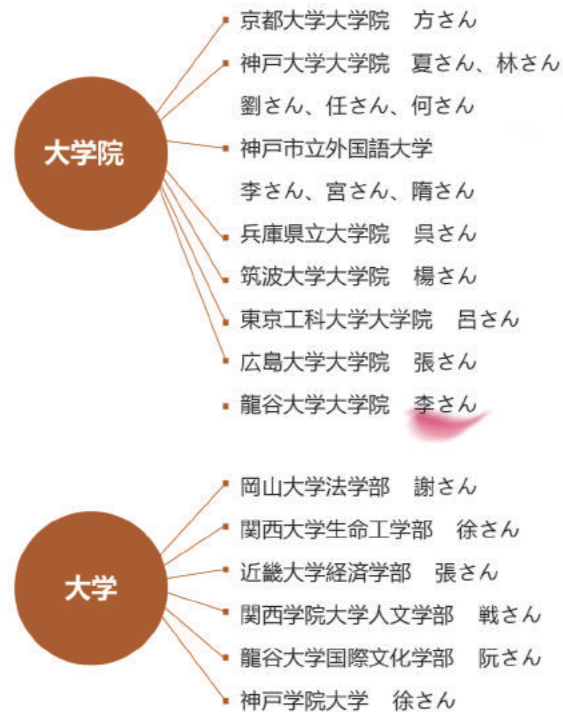 大学院
京都大学大学院　方さん
神戸大学大学院　夏さん、林さん
劉さん、任さん、何さん
神戸市立外国語大学
李さん、宮さん、隋さん
兵庫県立大学院　呉さん
筑波大学大学院　楊さん
東京工科大学大学院　呂さん
広島大学大学院　張さん
龍谷大学大学院　李さん
大学
岡山大学法学部　謝さん
関西大学生命工学部　徐さん
近畿大学経済学部　張さん
関西学院大学人文学部　戦さん
龍谷大学国際文化学部　阮さん
神戸学院大学　徐さん